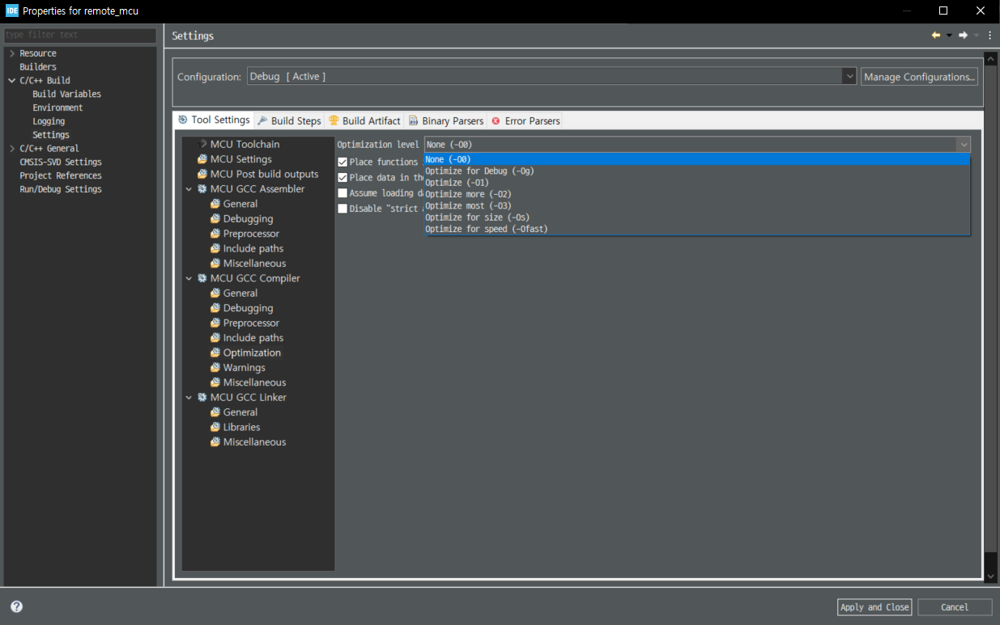 IDE Properties for remote_mcu
type filter text
Resource
Builders
C/C++ Build
Build Variables
Environment
Logging
Settings
C/C++ General
CMSIS-SVD Settings
Project References
Run/Debug Settings
Settings
Configuration: Debug [ Active ] Manage Configurations...
Tool Settings Build Steps Build Artifact Binary Parsers Error Parsers
MCU Toolchain
MCU Settings
MCU Post build outputs
MCU GCC Assembler
General
Debugging
Preprocessor
Include paths
Miscellaneous
MCU GCC Compiler
General
Debugging
Preprocessor
Include paths
Optimization
Warnings
Miscellaneous
MCU GCC Linker
General
Libraries
Miscellaneous
Optimization level None (-O0)
Place functions
Place data in the
Assume loading da
Disable "strict
None (-O0)
Optimize for Debug (-Og)
Optimize (-O1)
Optimize more (-O2)
Optimize most (-O3)
Optimize for size (-Os)
Optimize for speed (-Ofast)
Apply and Close Cancel